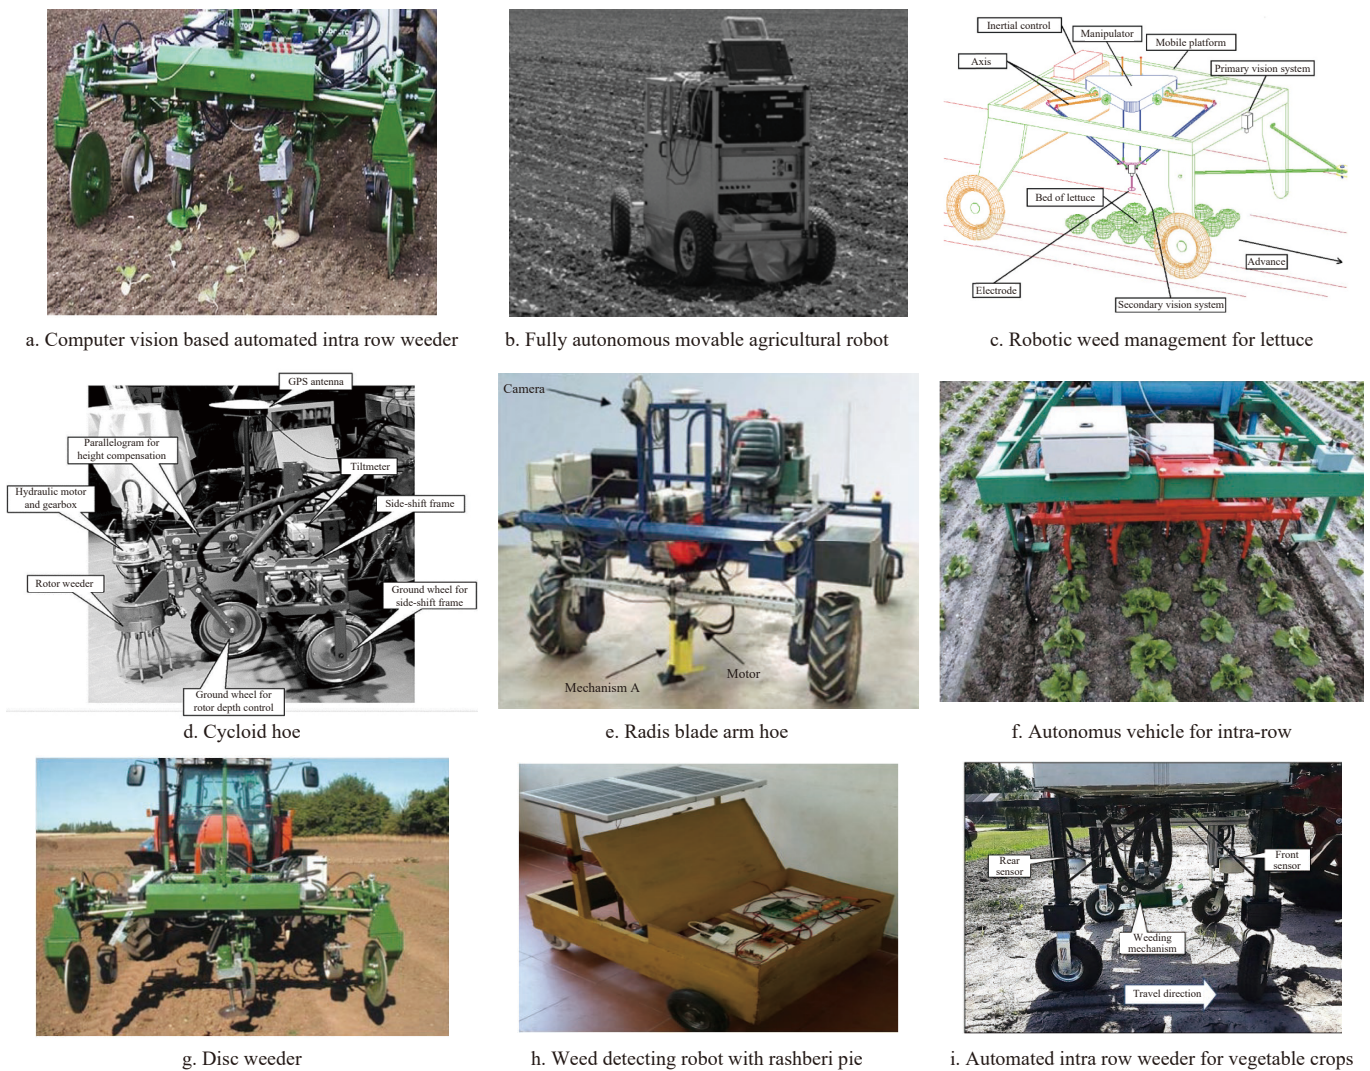 Robocrop
Inertial control
Manipulator
Mobile platform
Axis
Primary vision system
Bed of lettuce
Advance
Electrode
Secondary vision system
a. Computer vision based automated intra row weeder
b. Fully autonomous movable agricultural robot
c. Robotic weed management for lettuce
GPS antenna
Parallelogram for
height compensation
Tiltmeter
Hydraulic motor
and gearbox
Side-shift frame
Rotor weeder
Ground wheel for
side-shift frame
Ground wheel for
rotor depth control
Camera
Mechanism A
Motor
d. Cycloid hoe
e. Radis blade arm hoe
f. Autonomus vehicle for intra-row
Rear
sensor
Front
sensor
Weeding
mechanism
Travel direction
g. Disc weeder
h. Weed detecting robot with rashberi pie
i. Automated intra row weeder for vegetable crops